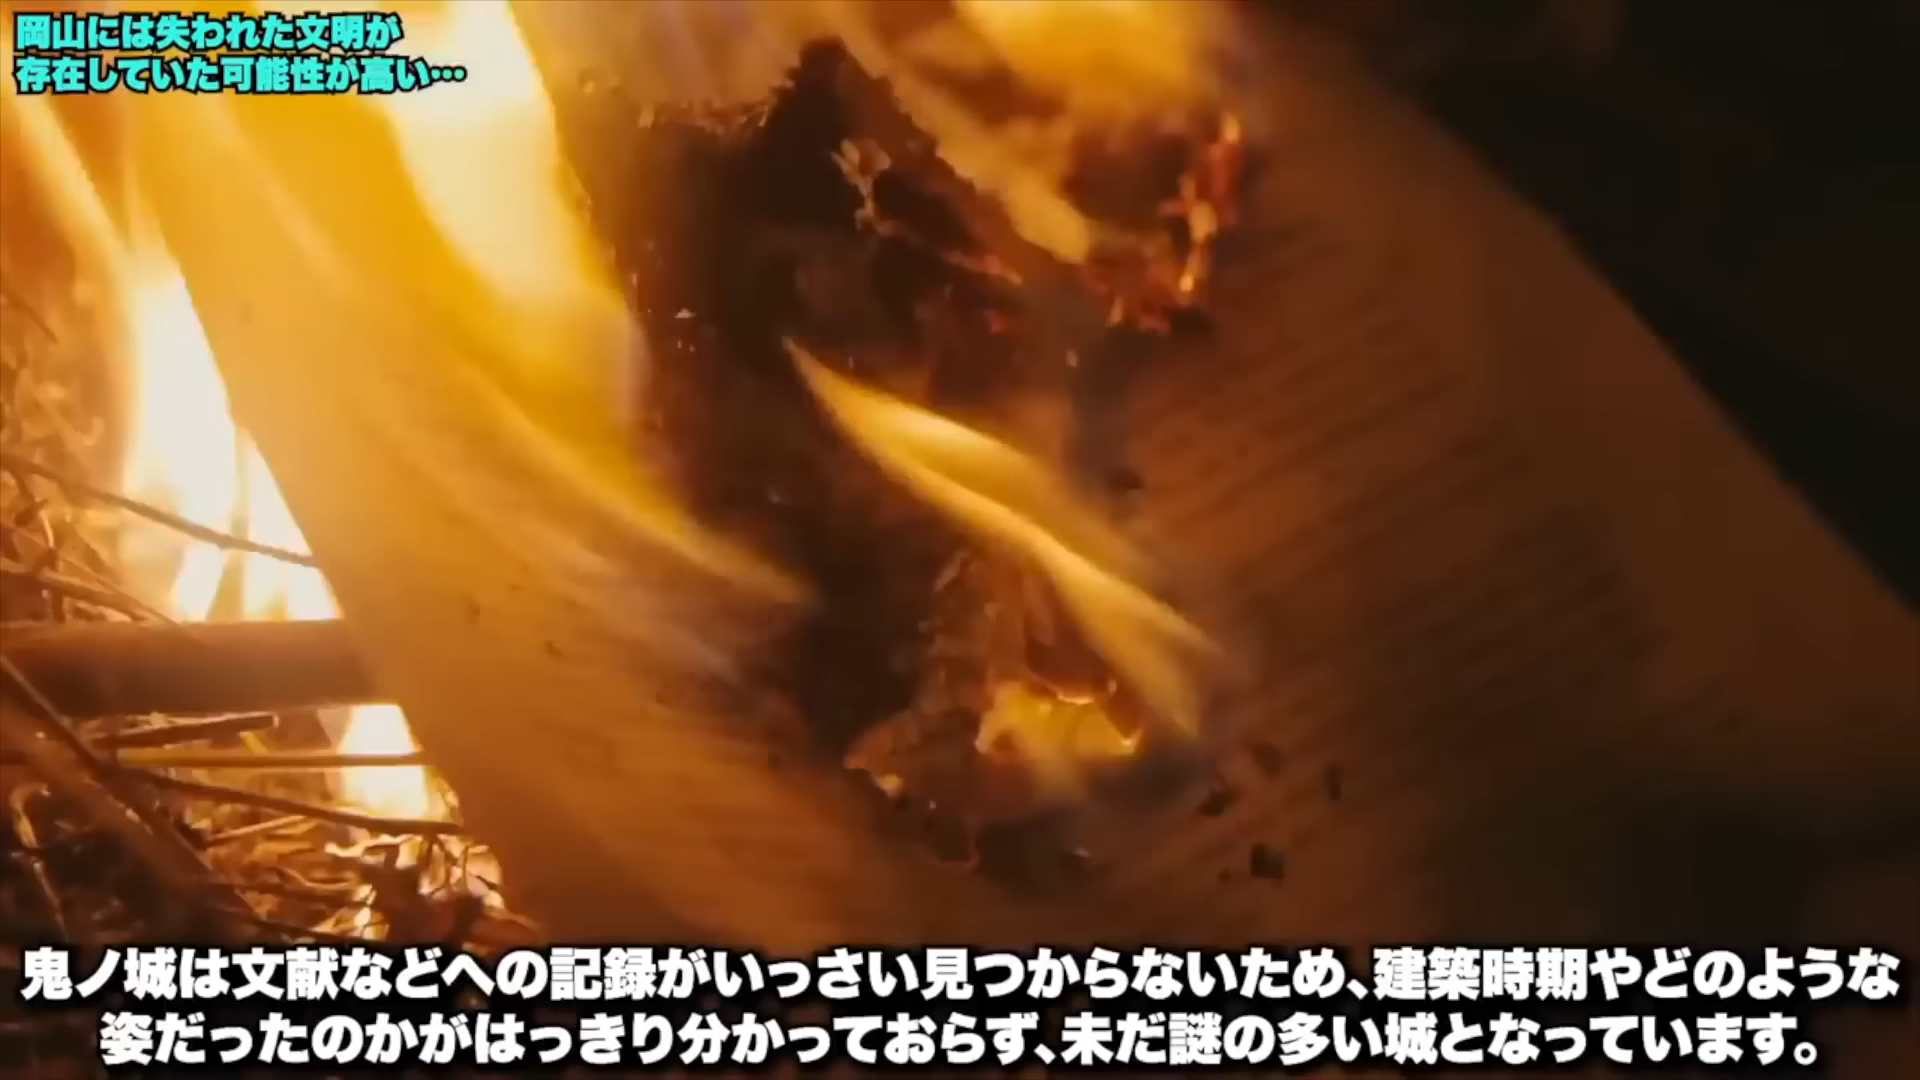 岡山には失われた文明が
存在していた可能性が高い…
鬼ノ城は文献などへの記録がいっさい見つからないため、建築時期やどのような
姿だったのかがはっきり分かっておらず、未だ謎の多い城となっています。